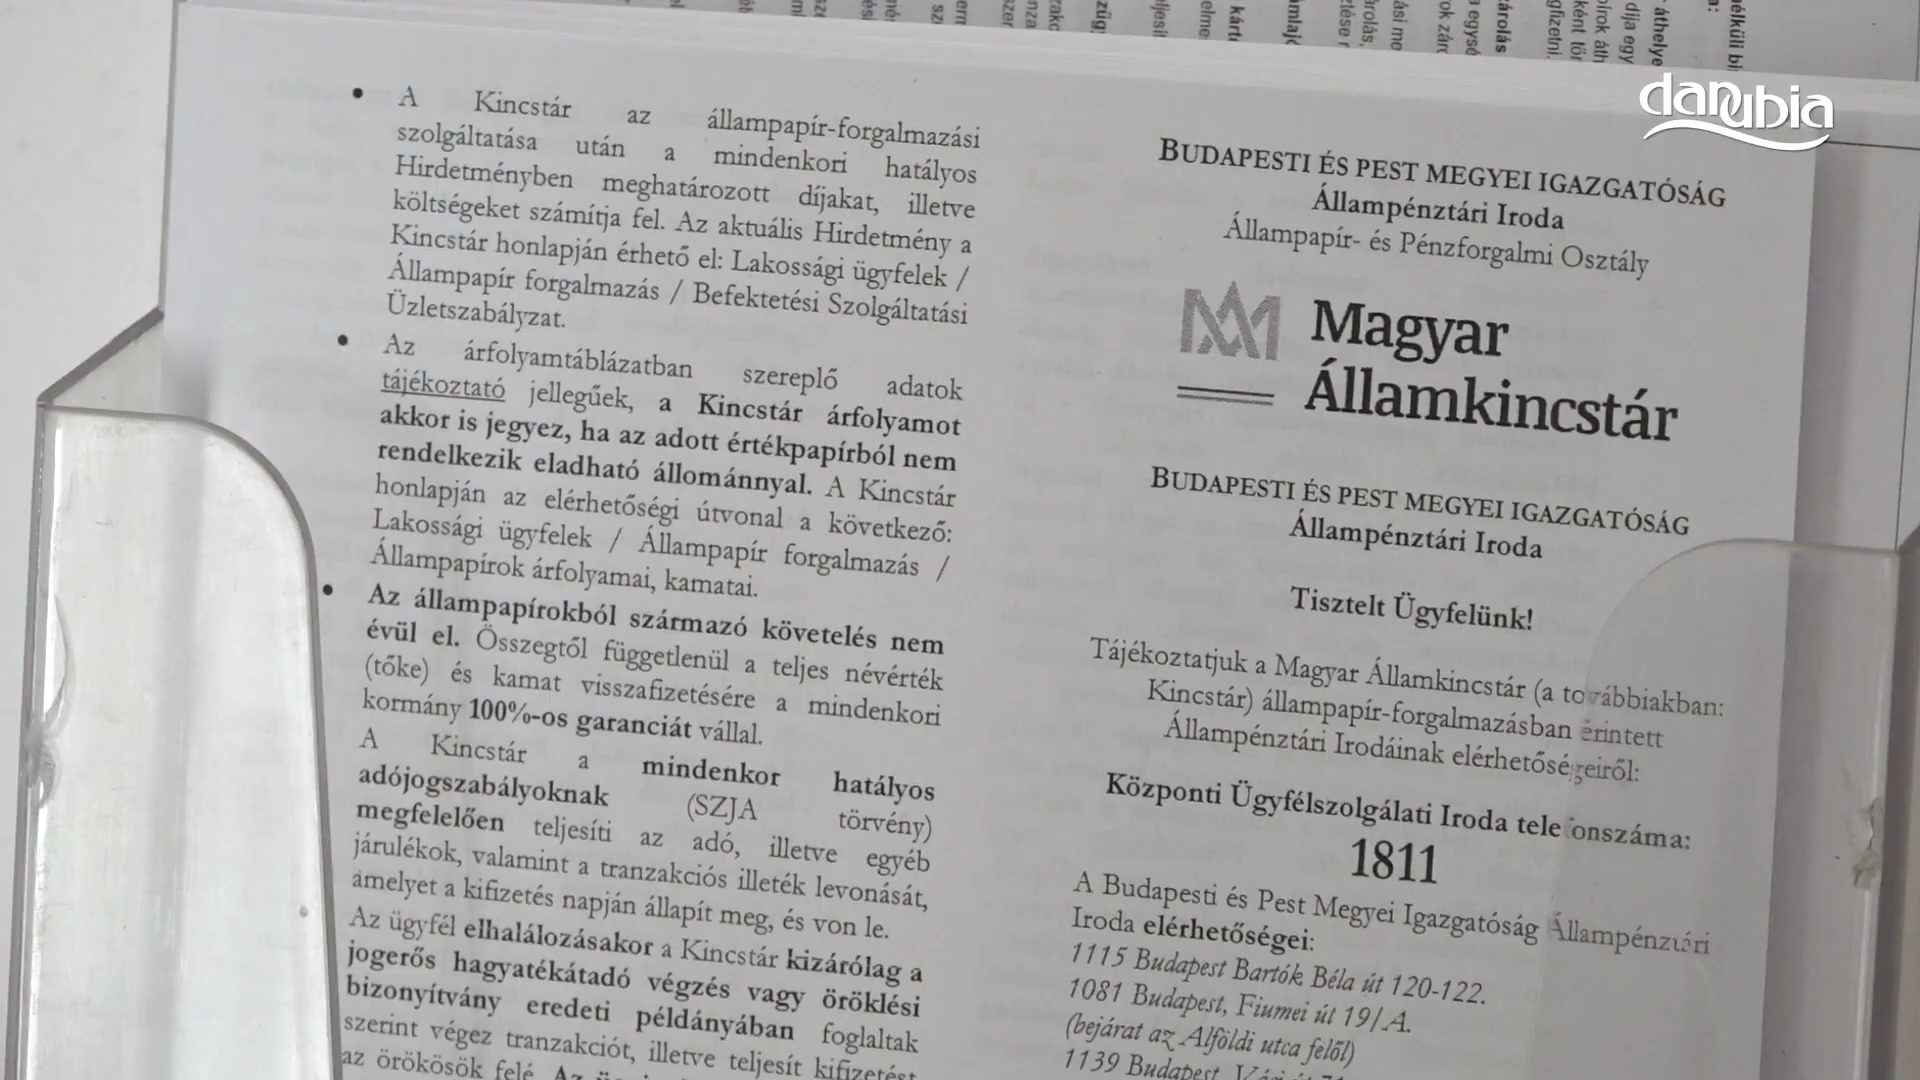 danubia
• A Kincstár az állampapír-forgalmazási
szolgáltatása után a mindenkori hatályos
Hirdetményben meghatározott díjakat, illetve
költségeket számítja fel. Az aktuális Hirdetmény a
Kincstár honlapján érhető el: Lakossági ügyfelek /
Állampapír forgalmazás / Befektetési Szolgáltatási
Üzletszabályzat.
• Az árfolyamtáblázatban szereplő adatok
tájékoztató jellegűek, a Kincstár árfolyamot
akkor is jegyez, ha az adott értékpapírból nem
rendelkezik eladható állománnyal. A Kincstár
honlapján az elérhetőségi útvonal a következő:
Lakossági ügyfelek / Állampapír forgalmazás /
Állampapírok árfolyamai, kamatai.
• Az állampapírokból származó követelés nem
évül el. Összegtől függetlenül a teljes névérték
(tőke) és kamat visszafizetésére a mindenkori
kormány 100%-os garanciát vállal.
A Kincstár a mindenkor hatályos
adójogszabályoknak (SZJA törvény)
megfelelően teljesíti az adó, illetve egyéb
járulékok, valamint a tranzakciós illeték levonását,
amelyet a kifizetés napján állapít meg, és von le.
Az ügyfél elhalálozásakor a Kincstár kizárólag a
jogerős hagyatékátadó végzés vagy öröklési
bizonyítvány eredeti példányában foglaltak
szerint végez tranzakciót, illetve teljesít kifizetést
az örökösök felé. Az
BUDAPESTI ÉS PEST MEGYEI IGAZGATÓSÁG
Állampénztári Iroda
Állampapír- és Pénzforgalmi Osztály
Magyar
Államkincstár
BUDAPESTI ÉS PEST MEGYEI IGAZGATÓSÁG
Állampénztári Iroda
Tisztelt Ügyfelünk!
Tájékoztatjuk a Magyar Államkincstár (a továbbiakban:
Kincstár) állampapír-forgalmazásban érintett
Állampénztári Irodáinak elérhetőségeiről:
Központi Ügyfélszolgálati Iroda telefonszáma:
1811
A Budapesti és Pest Megyei Igazgatóság Állampénztári
Iroda elérhetőségei:
1115 Budapest Bartók Béla út 120-122.
1081 Budapest, Fiumei út 19/A.
(bejárat az Alföldi utca felől)
1139 Budapest, Váci út